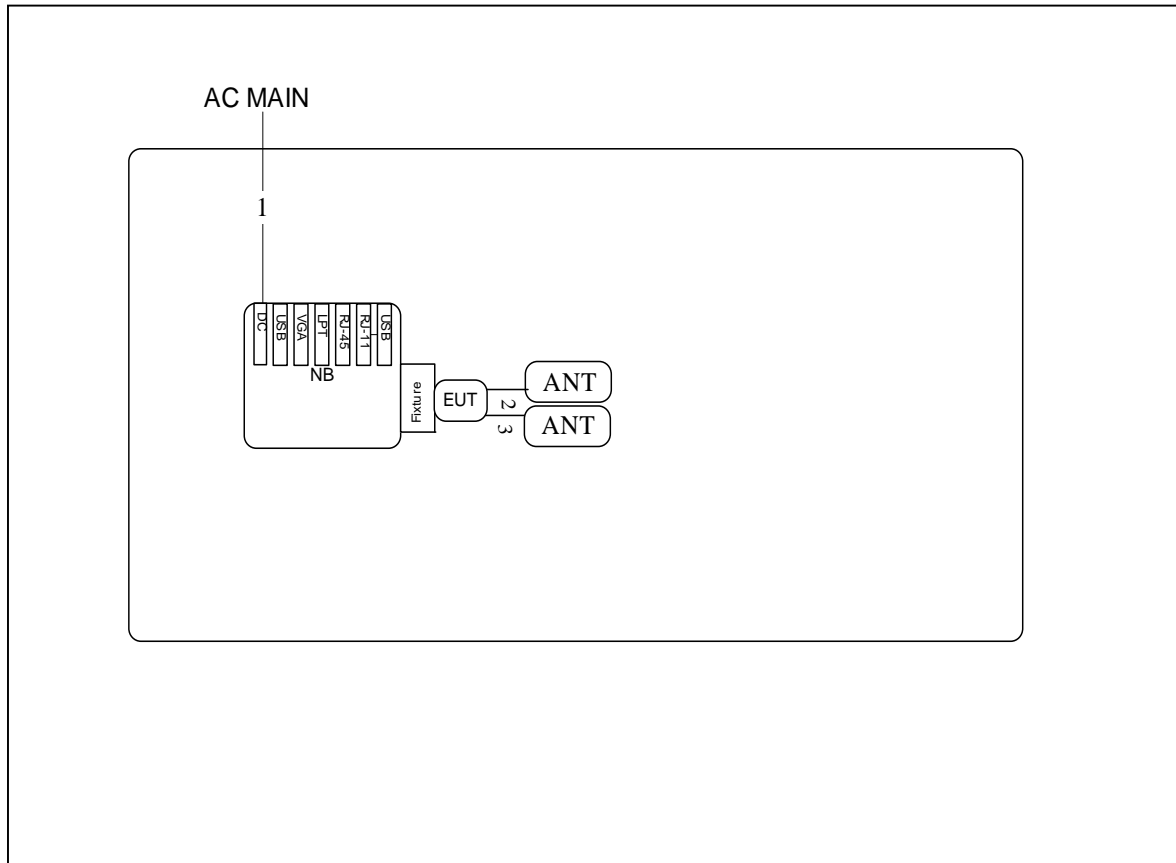 AC MAIN
1
DC
USB
VGA
LPT
RJ-45
RJ-11
USB
NB
Fixture
EUT
2
3
ANT
ANT